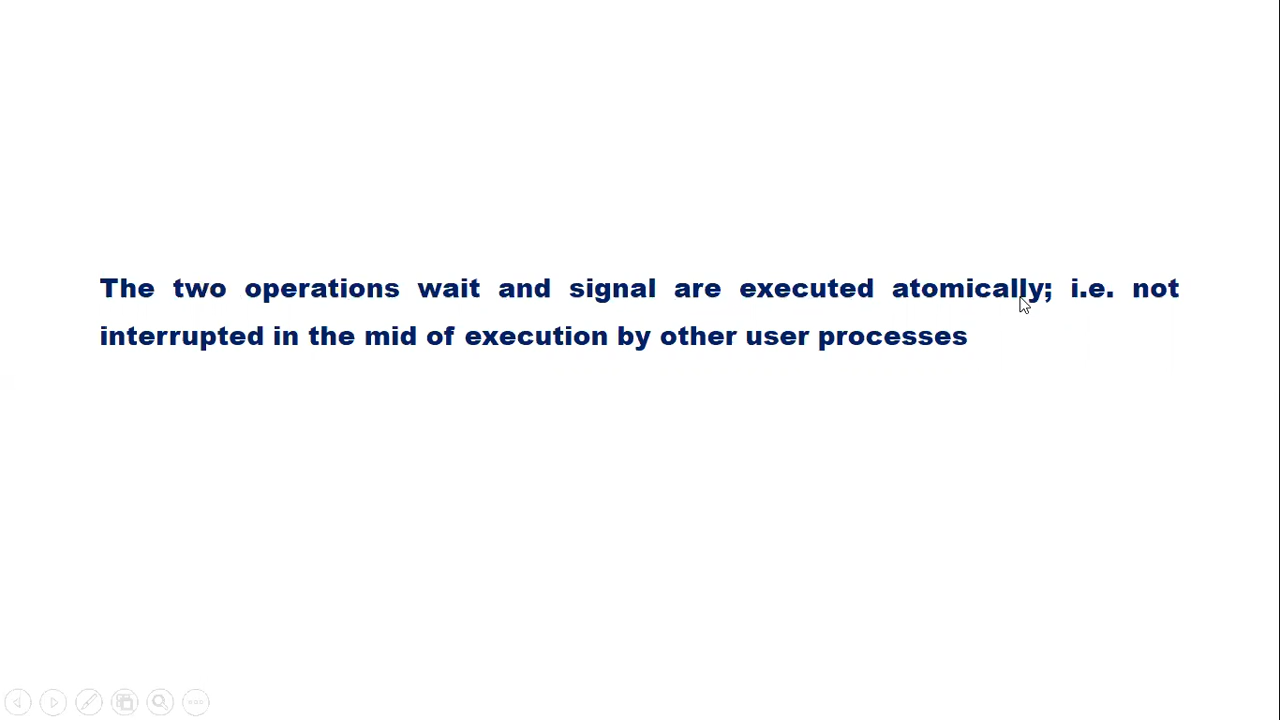 The two operations wait and signal are executed atomically; i.e. not
interrupted in the mid of execution by other user processes